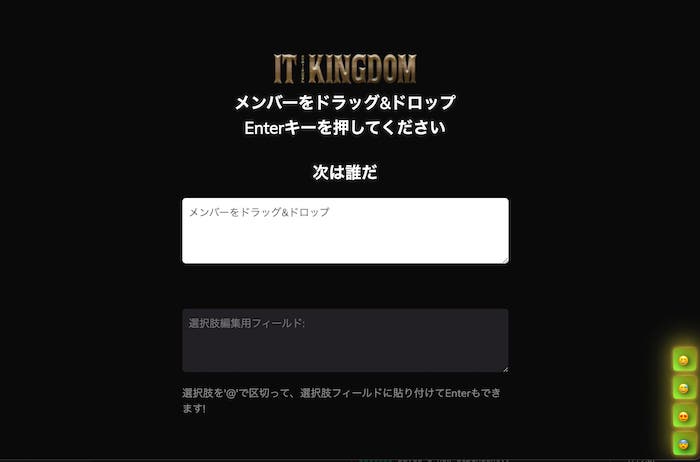 IT KINGDOM
メンバーをドラッグ&ドロップ
Enterキーを押してください
次は誰だ
メンバーをドラッグ&ドロップ
選択肢編集用フィールド:
選択肢を'@'で区切って、選択肢フィールドに貼り付けてEnterもでき
ます!